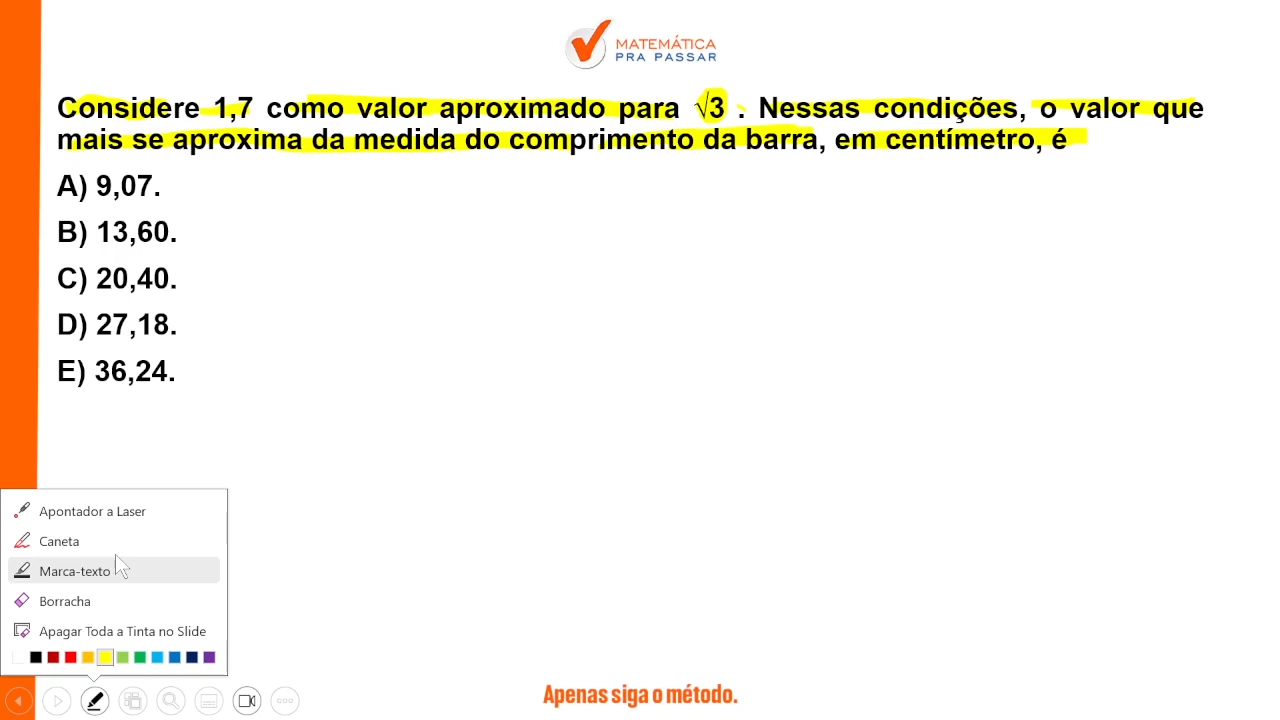 MATEMÁTICA
PRA PASSAR
Considere 1,7 como valor aproximado para √3 . Nessas condições, o valor que
mais se aproxima da medida do comprimento da barra, em centímetro, é
A) 9,07.
B) 13,60.
C) 20,40.
D) 27,18.
E) 36,24.
Apontador a Laser
Caneta
Marca-texto
Borracha
Apagar Toda a Tinta no Slide
Apenas siga o método.